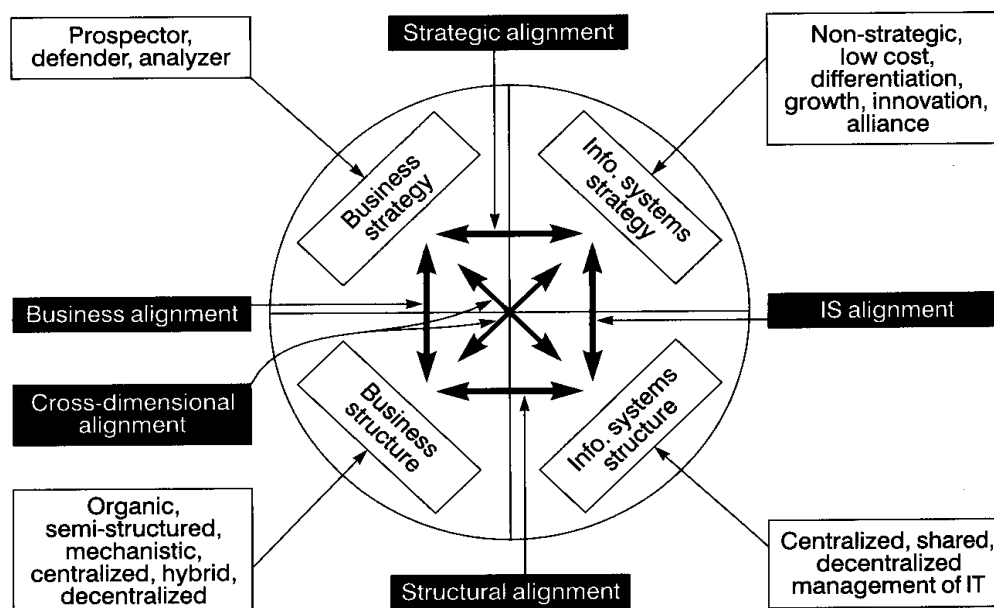 Prospector,
defender, analyzer
Strategic alignment
Non-strategic,
low cost,
differentiation,
growth, innovation,
alliance
Business
strategy
Info. systems
strategy
Business alignment
IS alignment
Cross-dimensional
alignment
Business
structure
Info. systems
structure
Organic,
semi-structured,
mechanistic,
centralized, hybrid,
decentralized
Structural alignment
Centralized, shared,
decentralized
management of IT